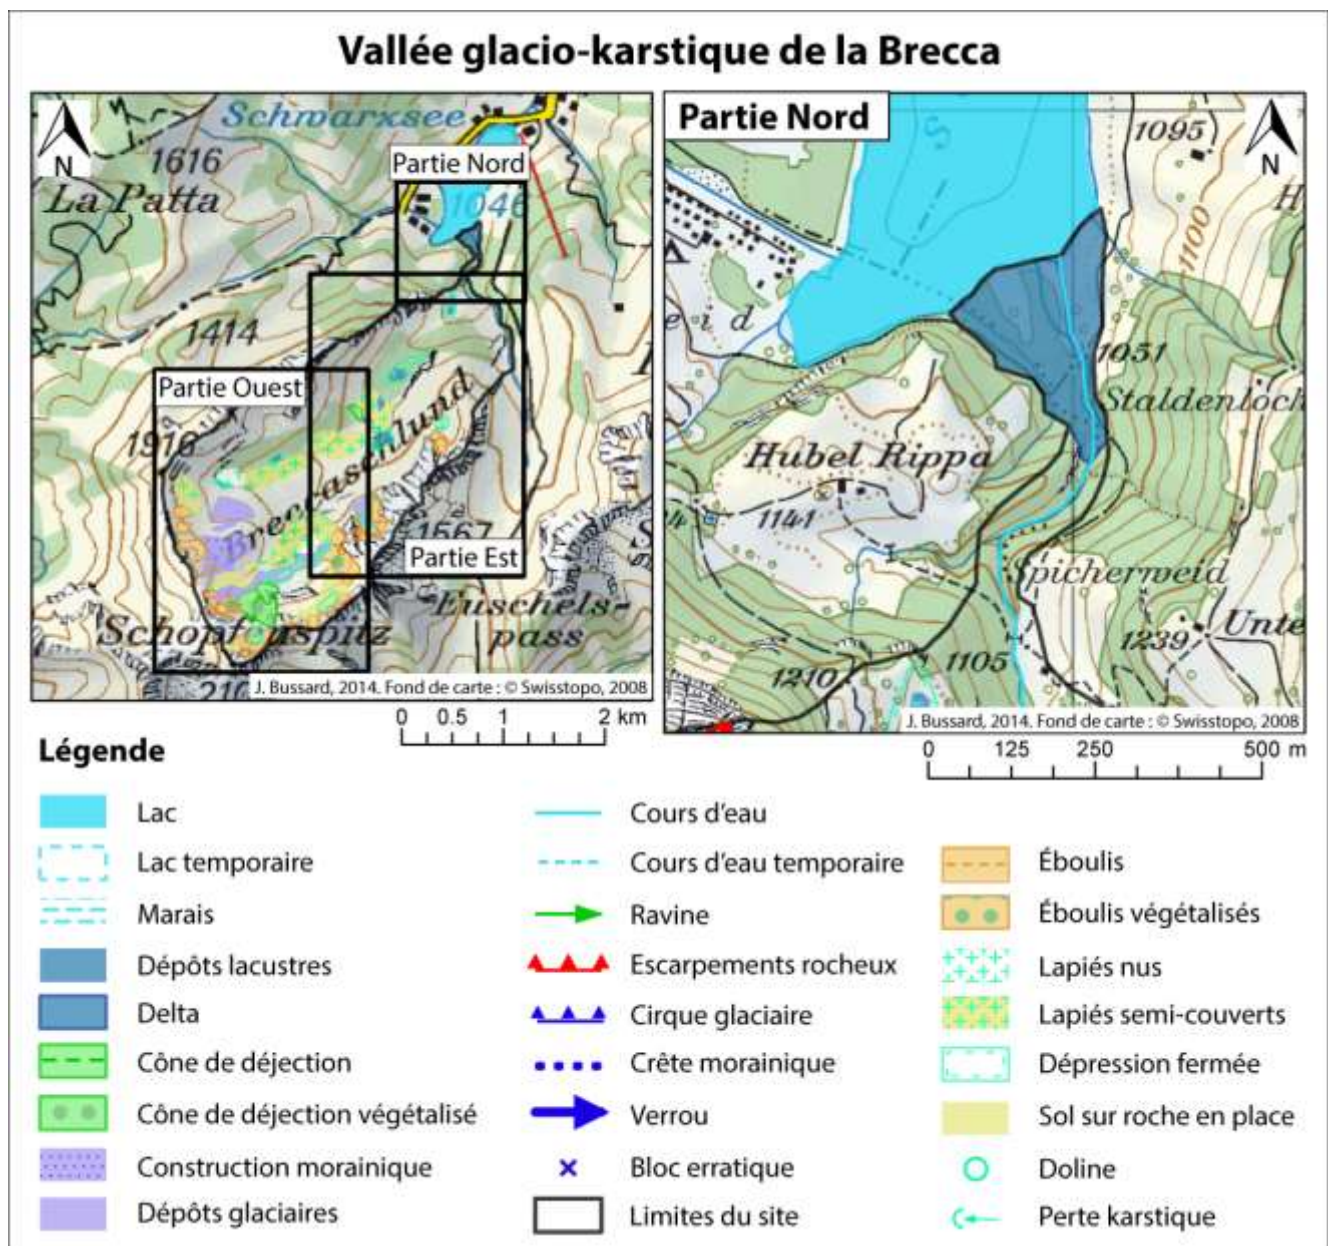 Vallée glacio-karstique de la Brecca
N
Schwarzsee
1616
La Patta
Partie Nord
1046
1414
Partie Ouest
1916
Breccaschlund
1567
Partie Est
Euschels-
pass
Schopfenspitz
J. Bussard, 2014. Fond de carte : © Swisstopo, 2008
0 0.5 1 2 km
Partie Nord
N
1095
1100
S
H
eid
1051
Staldenloch
Hubel Rippa
1141
Spicherweid
1239
Unte
1105
1210
J. Bussard, 2014. Fond de carte : © Swisstopo, 2008
0 125 250 500 m
Légende
Lac
Lac temporaire
Marais
Dépôts lacustres
Delta
Cône de déjection
Cône de déjection végétalisé
Construction morainique
Dépôts glaciaires
Cours d'eau
Cours d'eau temporaire
Ravine
Escarpements rocheux
Cirque glaciaire
Crête morainique
Verrou
Bloc erratique
Limites du site
Éboulis
Éboulis végétalisés
Lapiés nus
Lapiés semi-couverts
Dépression fermée
Sol sur roche en place
Doline
Perte karstique